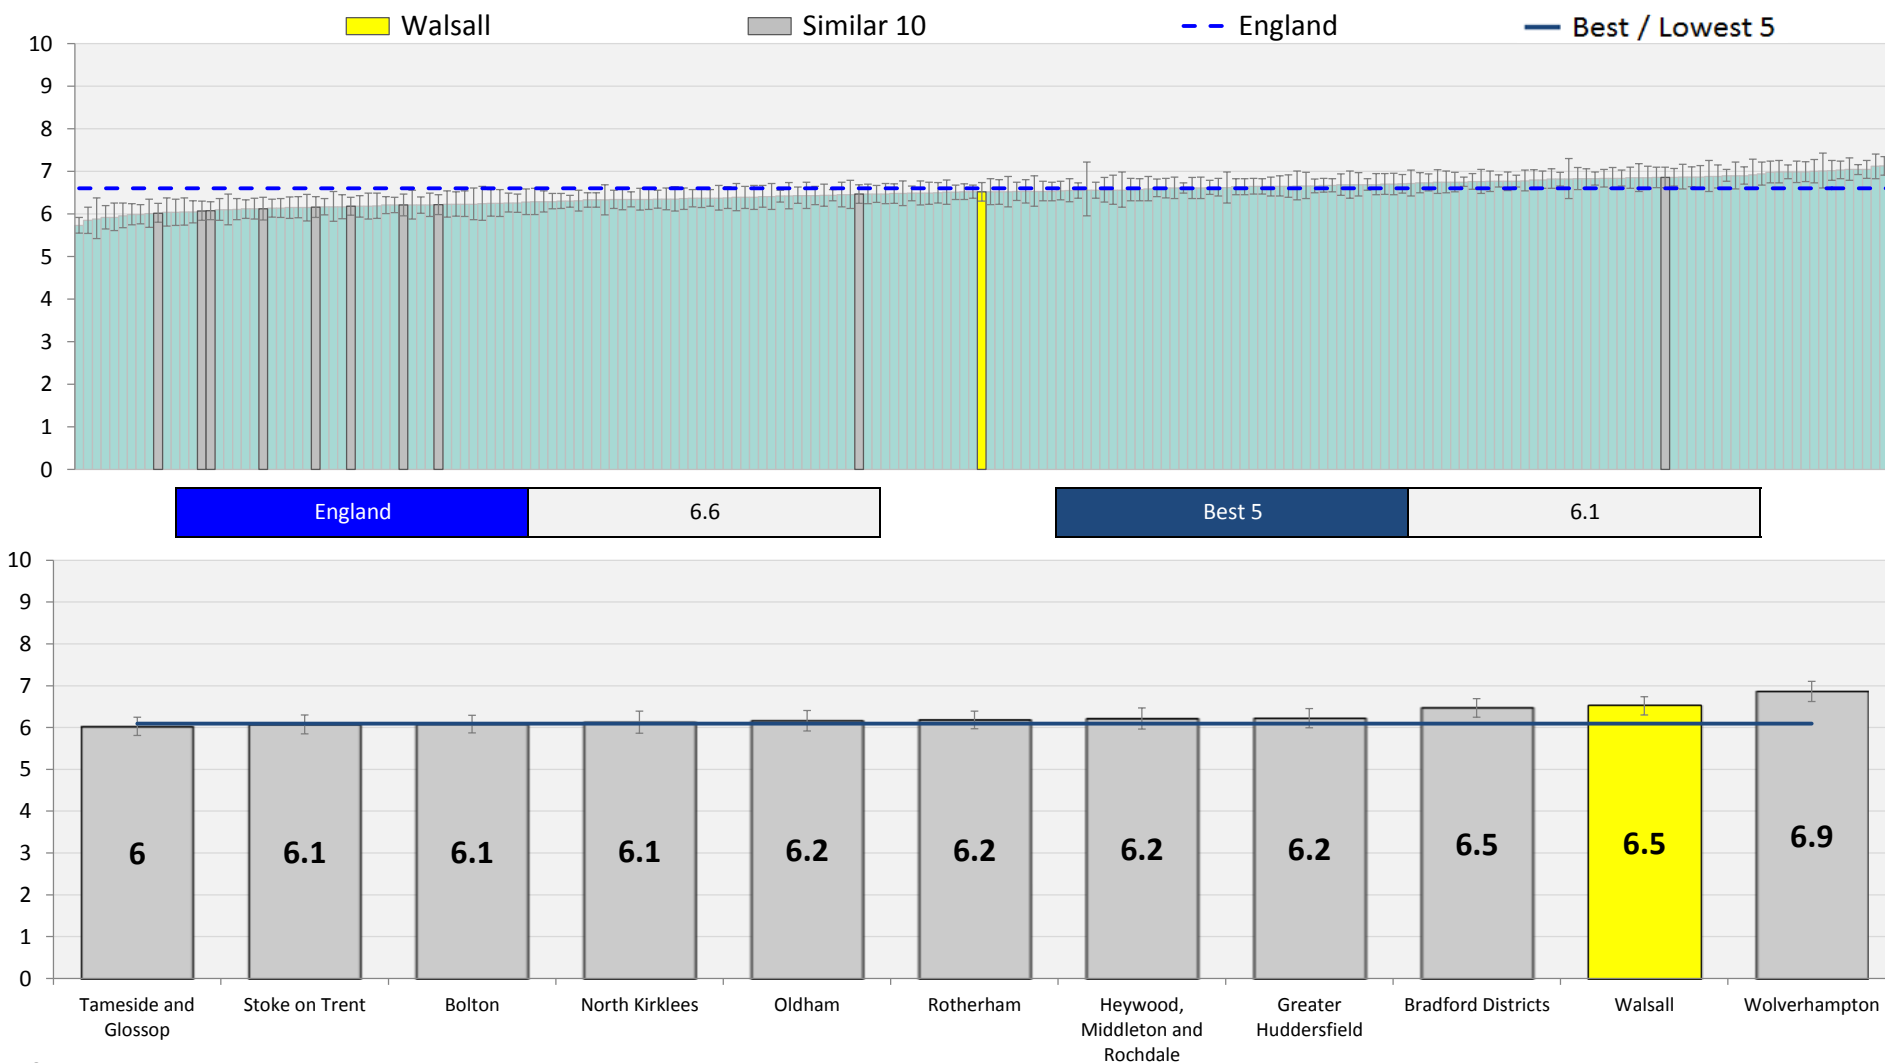 Walsall Similar 10 England Best / Lowest 5
10
9
8
7
6
5
4
3
2
1
0
England 6.6 Best 5 6.1
10
9
8
7
6
5
4
3
2
1
0
6 6.1 6.1 6.1 6.2 6.2 6.2 6.2 6.5 6.5 6.9
Tameside and Glossop
Stoke on Trent
Bolton
North Kirklees
Oldham
Rotherham
Heywood, Middleton and Rochdale
Greater Huddersfield
Bradford Districts
Walsall
Wolverhampton